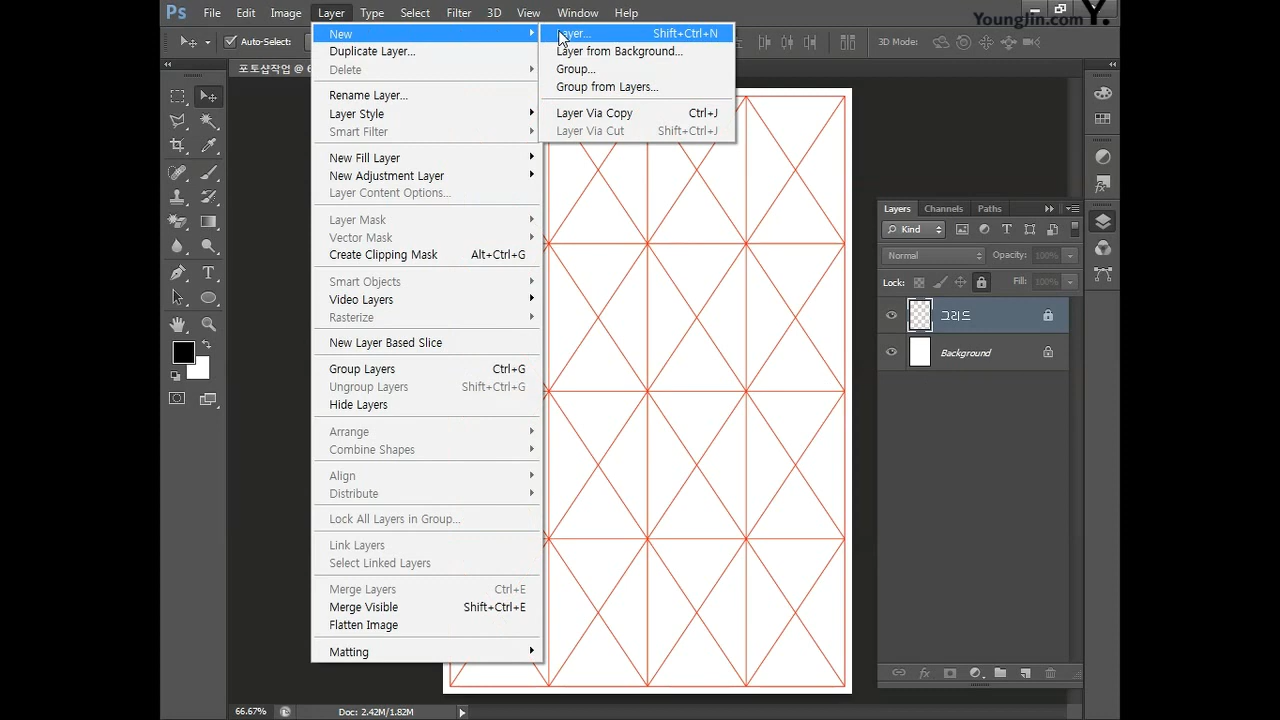 Ps File Edit Image Layer Type Select Filter 3D View Window Help
YoungJin.com Y.
Auto-Select:
3D Mode:
포토샵작업 @ 6
New
Duplicate Layer...
Delete
Rename Layer...
Layer Style
Smart Filter
New Fill Layer
New Adjustment Layer
Layer Content Options...
Layer Mask
Vector Mask
Create Clipping Mask Alt+Ctrl+G
Smart Objects
Video Layers
Rasterize
New Layer Based Slice
Group Layers Ctrl+G
Ungroup Layers Shift+Ctrl+G
Hide Layers
Arrange
Combine Shapes
Align
Distribute
Lock All Layers in Group...
Link Layers
Select Linked Layers
Merge Layers Ctrl+E
Merge Visible Shift+Ctrl+E
Flatten Image
Matting
Layer... Shift+Ctrl+N
Layer from Background...
Group...
Group from Layers...
Layer Via Copy Ctrl+J
Layer Via Cut Shift+Ctrl+J
Layers Channels Paths
Kind
Normal Opacity: 100%
Lock: Fill: 100%
그리드
Background
66.67% Doc: 2.42M/1.82M